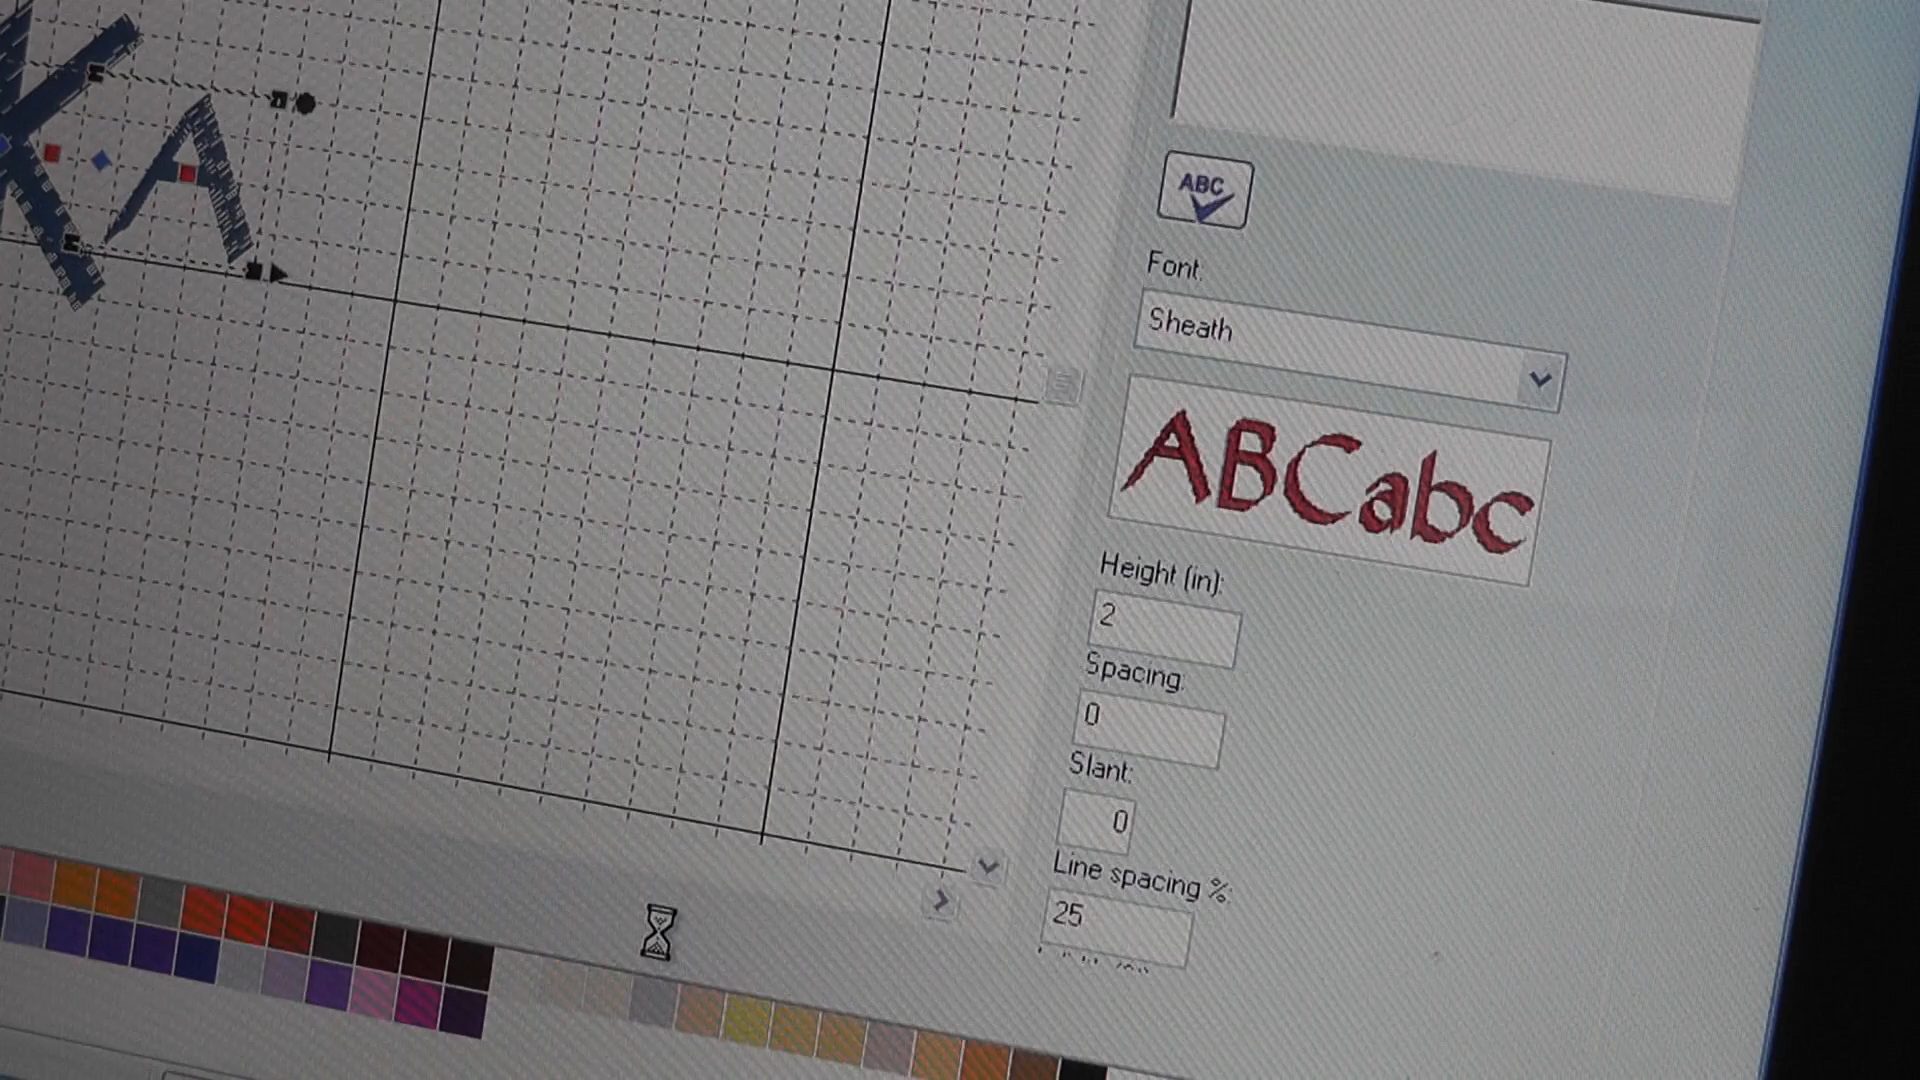 KA
ABC
Font:
Sheath
ABCabc
Height (in):
2
Spacing:
0
Slant:
0
Line spacing %:
25